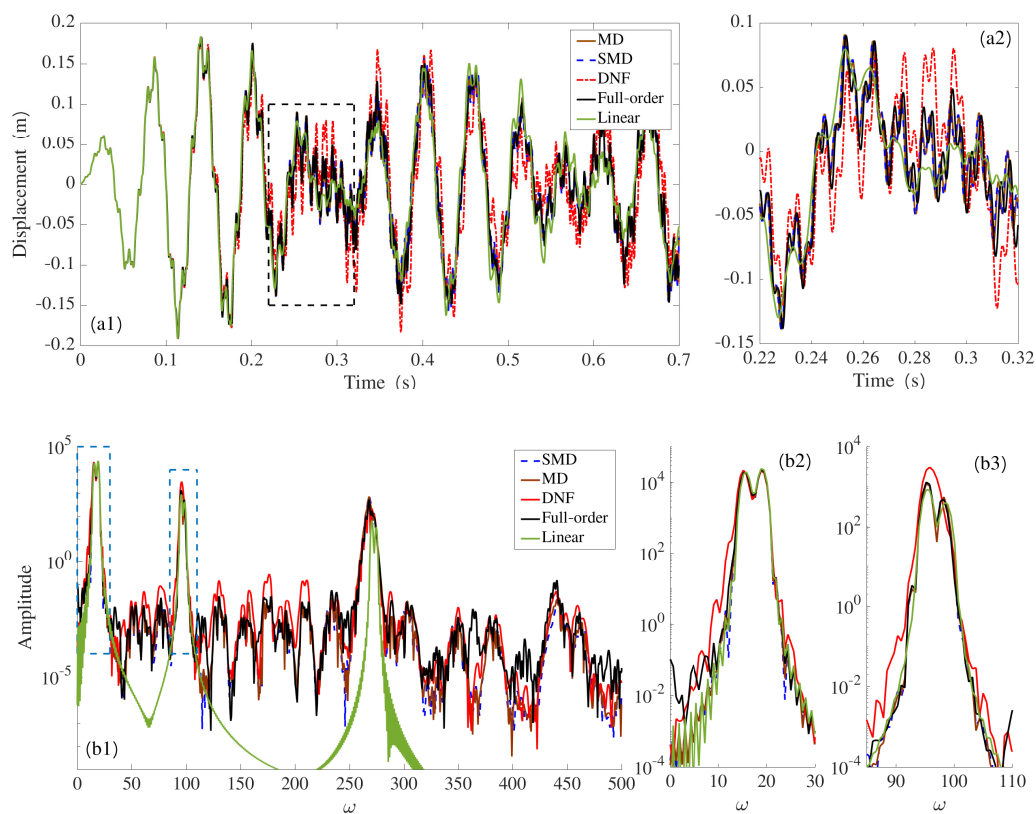 0.2
0.15
0.1
0.05
0
-0.05
-0.1
-0.15
-0.2
Displacement (m)
MD
SMD
DNF
Full-order
Linear
(a1)
0 0.1 0.2 0.3 0.4 0.5 0.6 0.7
Time (s)
0.1
0.05
0
-0.05
-0.1
-0.15
(a2)
0.22 0.24 0.26 0.28 0.3 0.32
Time (s)
10^5
10^0
10^-5
Amplitude
SMD
MD
DNF
Full-order
Linear
(b1)
0 50 100 150 200 250 300 350 400 450 500
ω
10^4
10^2
10^0
10^-2
10^-4
(b2)
0 10 20 30
ω
10^4
10^3
10^2
10^0
10^-2
10^-4
(b3)
90 100 110
ω